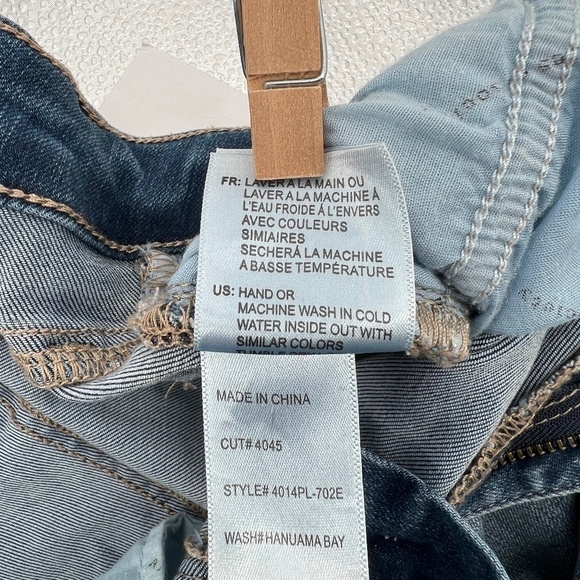 FR: LAVER A LA MAIN OU
LAVER A LA MACHINE Á
L'EAU FROIDE Á L'ENVERS
AVEC COULEURS
SIMIAIRES
SECHERÁ LA MACHINE
A BASSE TEMPÉRATURE
US: HAND OR
MACHINE WASH IN COLD
WATER INSIDE OUT WITH
SIMILAR COLORS
MADE IN CHINA
CUT# 4045
STYLE# 4014PL-702E
WASH# HANUAMA BAY